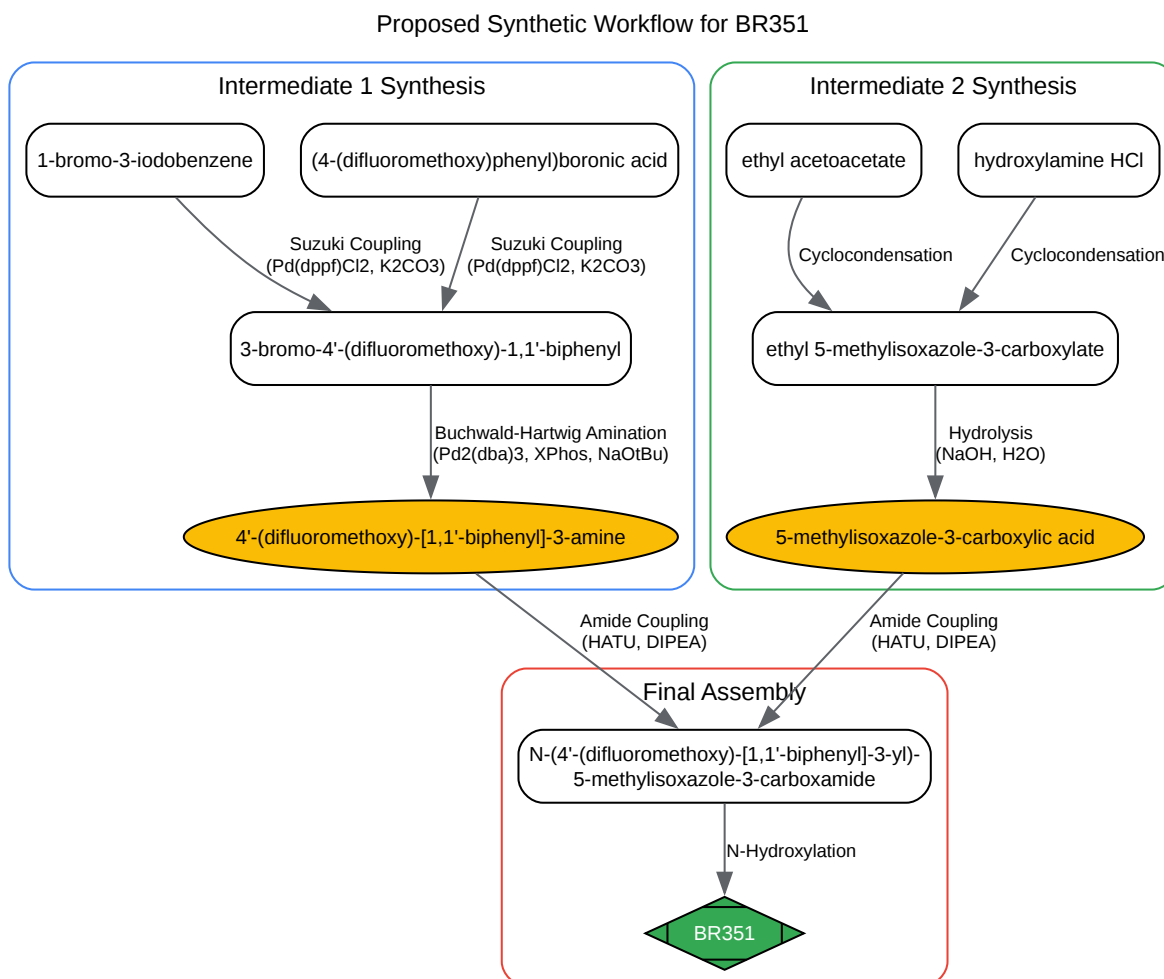 Proposed Synthetic Workflow for BR351
Intermediate 1 Synthesis
Intermediate 2 Synthesis
1-bromo-3-iodobenzene
(4-(difluoromethoxy)phenyl)boronic acid
ethyl acetoacetate
hydroxylamine HCl
Suzuki Coupling
(Pd(dppf)Cl2, K2CO3)
Suzuki Coupling
(Pd(dppf)Cl2, K2CO3)
Cyclocondensation
Cyclocondensation
3-bromo-4'-(difluoromethoxy)-1,1'-biphenyl
ethyl 5-methylisoxazole-3-carboxylate
Buchwald-Hartwig Amination
(Pd2(dba)3, XPhos, NaOtBu)
Hydrolysis
(NaOH, H2O)
4'-(difluoromethoxy)-[1,1'-biphenyl]-3-amine
5-methylisoxazole-3-carboxylic acid
Amide Coupling
(HATU, DIPEA)
Amide Coupling
(HATU, DIPEA)
Final Assembly
N-(4'-(difluoromethoxy)-[1,1'-biphenyl]-3-yl)-
5-methylisoxazole-3-carboxamide
N-Hydroxylation
BR351